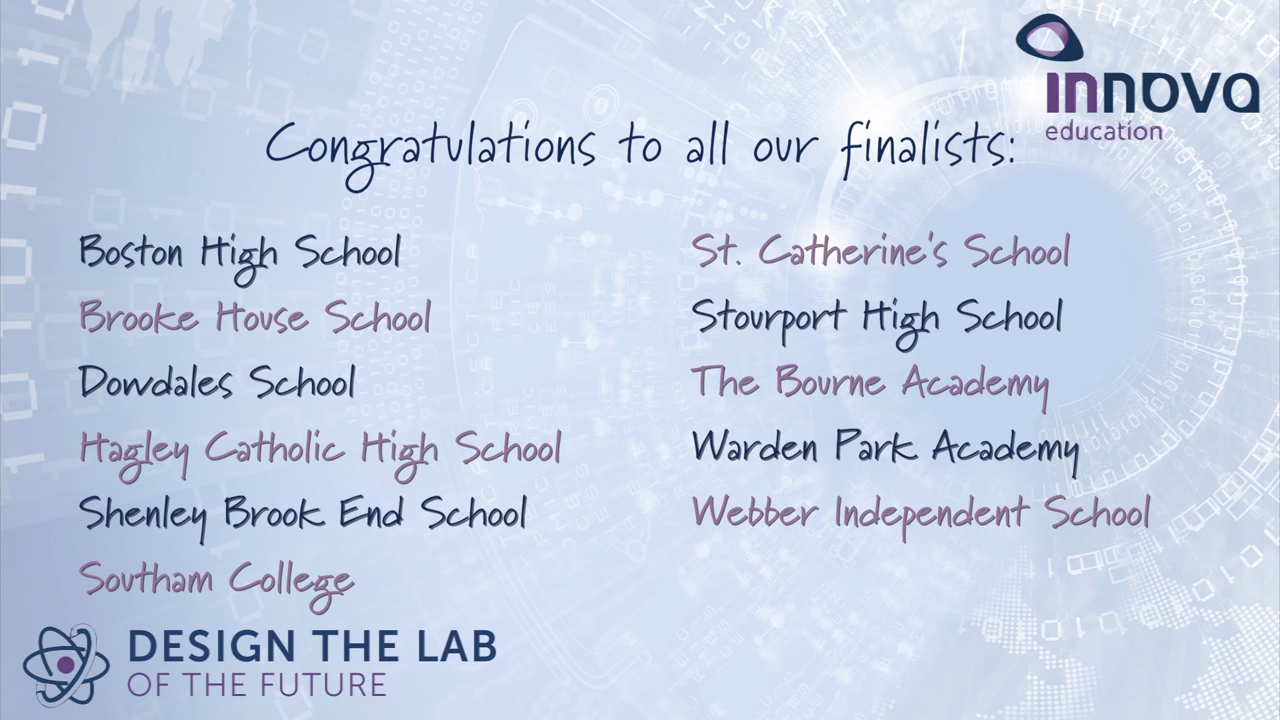 innova
education
Congratulations to all our finalists:
Boston High School
Brooke House School
Dowdales School
Hagley Catholic High School
Shenley Brook End School
Southam College
St. Catherine's School
Stourport High School
The Bourne Academy
Warden Park Academy
Webber Independent School
DESIGN THE LAB
OF THE FUTURE